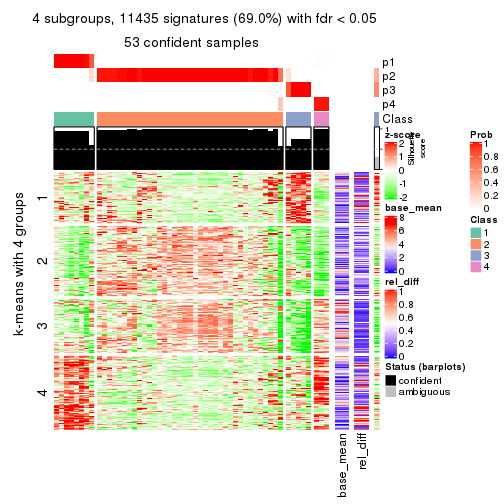 4 subgroups, 11435 signatures (69.0%) with fdr < 0.05
53 confident samples
p1
p2
p3
p4
Class
1
Silhouette
score
k-means with 4 groups
1
2
3
4
base_mean
rel_diff
z-score
2
1
0
-1
-2
base_mean
8
6
4
2
0
rel_diff
1
0.8
0.6
0.4
0.2
0
Status (barplots)
confident
ambiguous
Prob
1
0.8
0.6
0.4
0.2
0
Class
1
2
3
4